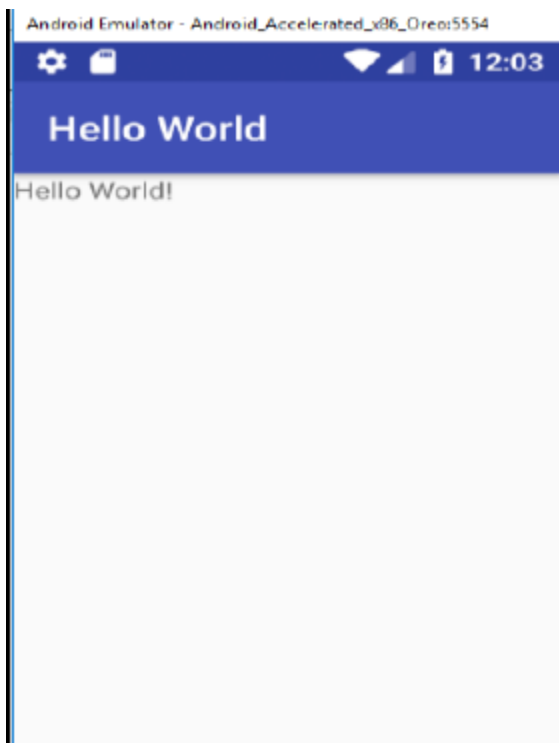 Android Emulator - Android_Accelerated_x86_Oreo:5554
12:03
Hello World
Hello World!